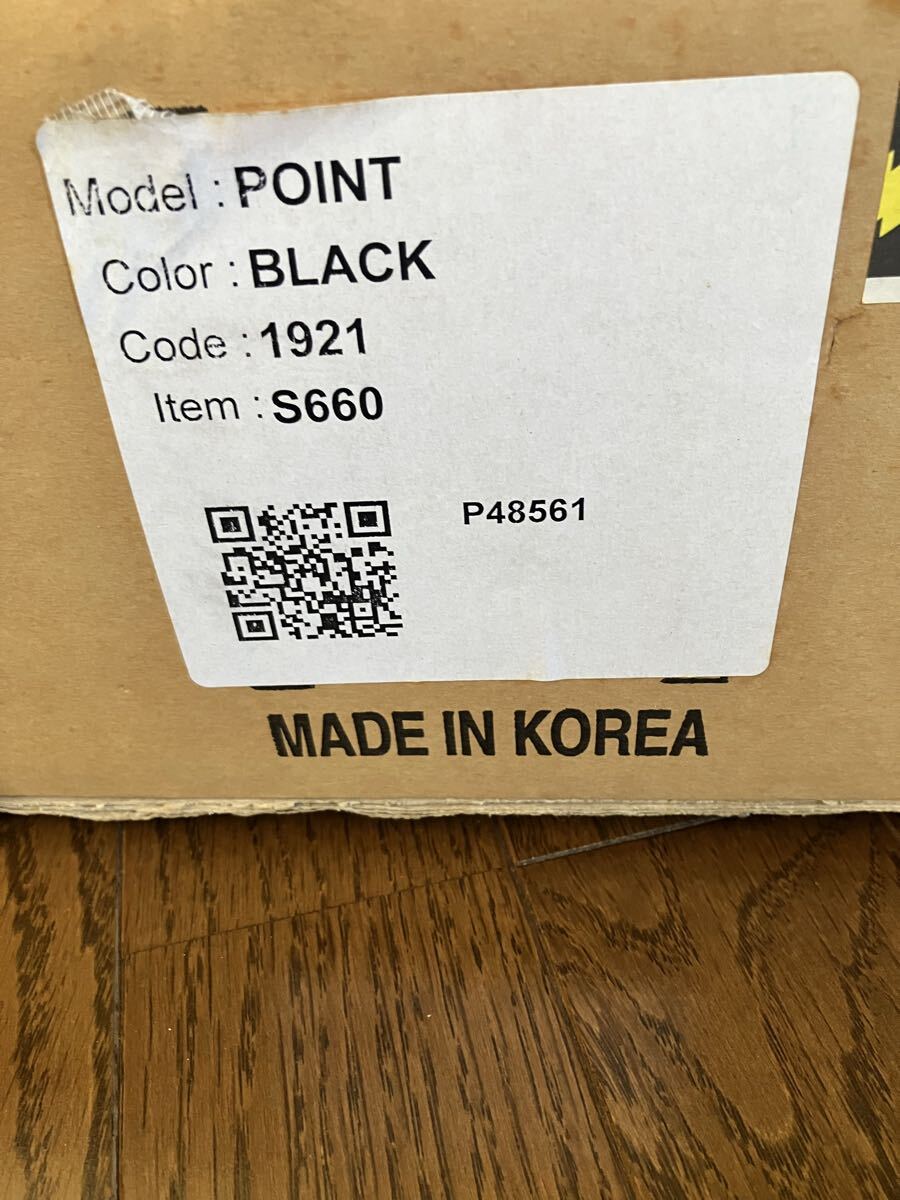 Model : POINT
Color : BLACK
Code : 1921
Item : S660
P48561
MADE IN KOREA